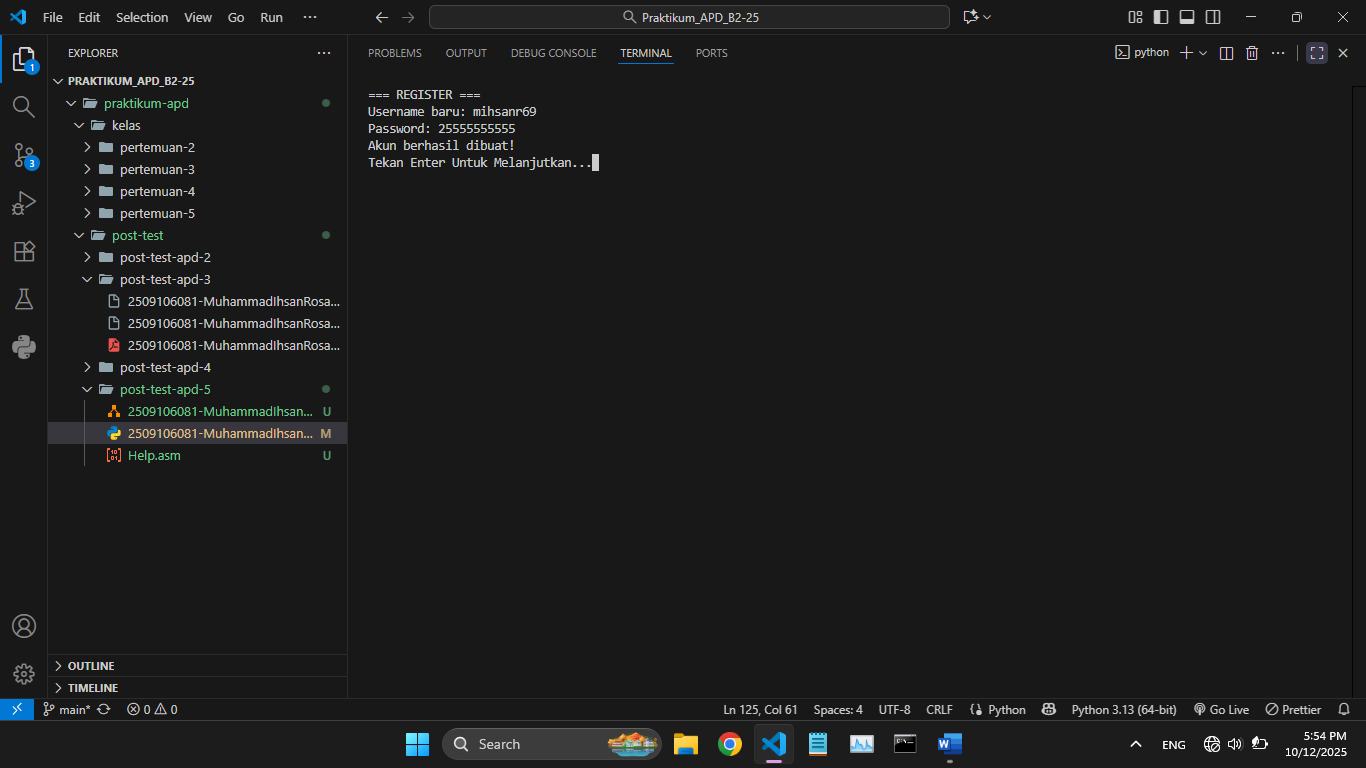 File Edit Selection View Go Run ···
Praktikum_APD_B2-25
EXPLORER ···
PRAKTIKUM_APD_B2-25
praktikum-apd
kelas
pertemuan-2
pertemuan-3
pertemuan-4
pertemuan-5
post-test
post-test-apd-2
post-test-apd-3
2509106081-MuhammadIhsanRosa...
2509106081-MuhammadIhsanRosa...
2509106081-MuhammadIhsanRosa...
post-test-apd-4
post-test-apd-5
2509106081-MuhammadIhsan... U
2509106081-MuhammadIhsan... M
Help.asm U
OUTLINE
TIMELINE
1
3
PROBLEMS OUTPUT DEBUG CONSOLE TERMINAL PORTS
python
=== REGISTER ===
Username baru: mihsanr69
Password: 25555555555
Akun berhasil dibuat!
Tekan Enter Untuk Melanjutkan...
main* 0 0
Ln 125, Col 61 Spaces: 4 UTF-8 CRLF Python Python 3.13 (64-bit) Go Live Prettier
Search
ENG
5:54 PM
10/12/2025